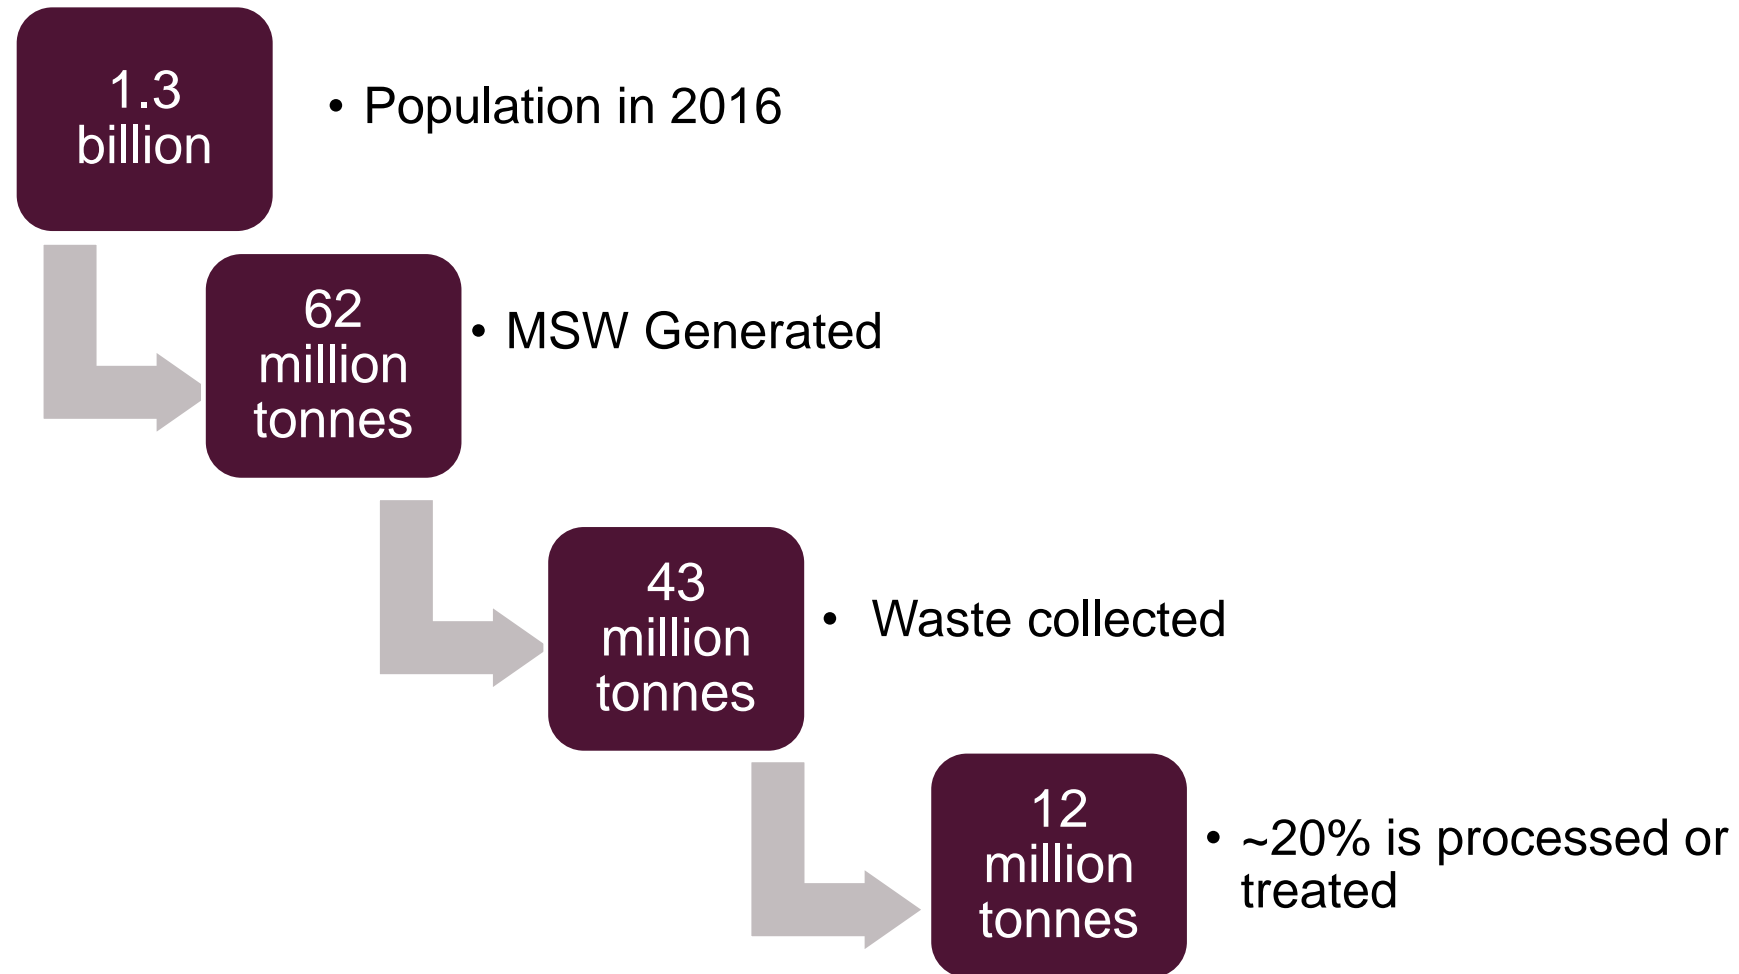 1.3
billion
• Population in 2016
62
million
tonnes
• MSW Generated
43
million
tonnes
• Waste collected
12
million
tonnes
• ~20% is processed or
treated